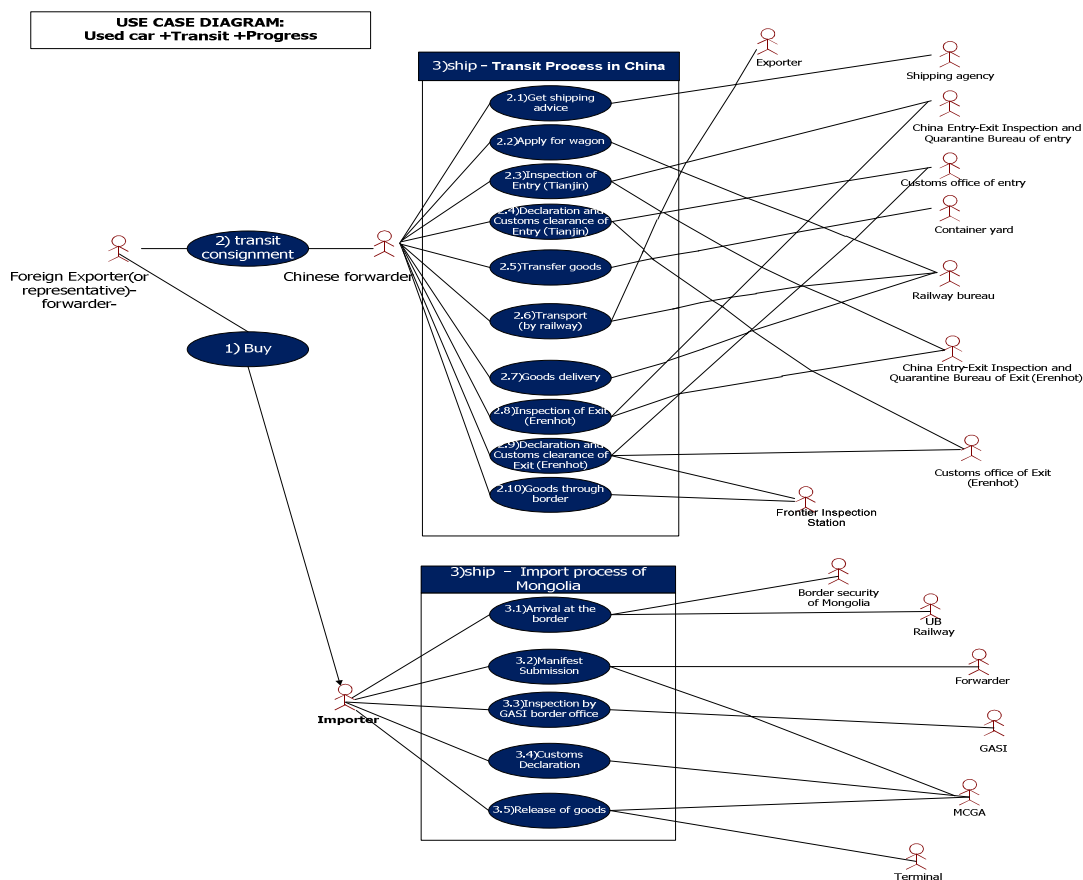 USE CASE DIAGRAM:
Used car +Transit +Progress
3)ship – Transit Process in China
2.1)Get shipping
advice
2.2)Apply for wagon
2.3)Inspection of
Entry (Tianjin)
2.4)Declaration and
Customs clearance of
Entry (Tianjin)
2.5)Transfer goods
2.6)Transport
(by railway)
2.7)Goods delivery
2.8)Inspection of Exit
(Erenhot)
2.9)Declaration and
Customs clearance of
Exit (Erenhot)
2.10)Goods through
border
2) transit
consignment
1) Buy
Foreign Exporter(or
representative)-
forwarder-
Chinese forwarder
Exporter
Shipping agency
China Entry-Exit Inspection and
Quarantine Bureau of entry
Customs office of entry
Container yard
Railway bureau
China Entry-Exit Inspection and
Quarantine Bureau of Exit (Erenhot)
Customs office of Exit
(Erenhot)
Frontier Inspection
Station
3)ship – Import process of
Mongolia
3.1)Arrival at the
border
3.2)Manifest
Submission
3.3)Inspection by
GASI border office
3.4)Customs
Declaration
3.5)Release of goods
Importer
Border security
of Mongolia
UB
Railway
Forwarder
GASI
MCGA
Terminal